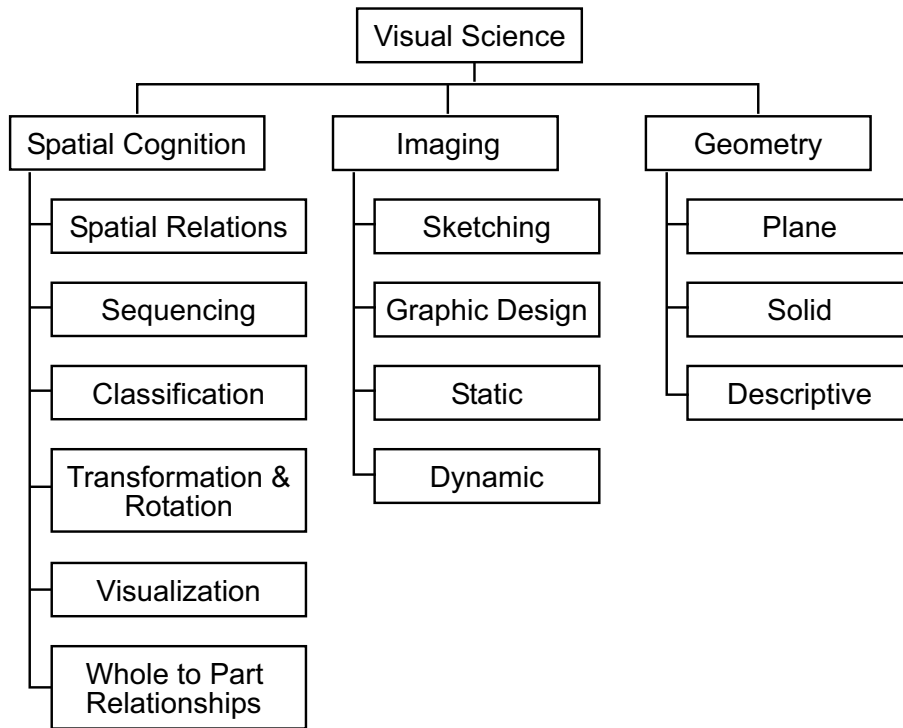 Visual Science
Spatial Cognition
Spatial Relations
Sequencing
Classification
Transformation &
Rotation
Visualization
Whole to Part
Relationships
Imaging
Sketching
Graphic Design
Static
Dynamic
Geometry
Plane
Solid
Descriptive